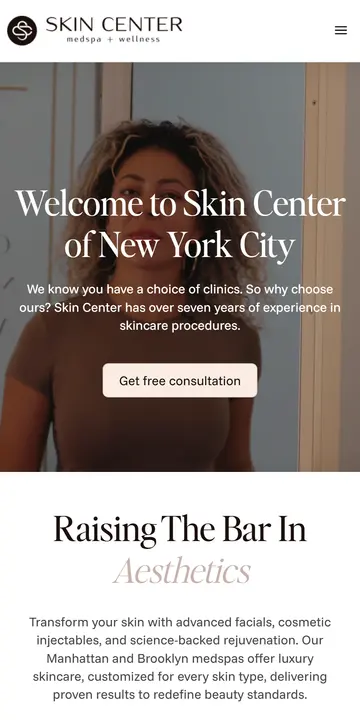 SKIN CENTER
medspa + wellness
Welcome to Skin Center
of New York City
We know you have a choice of clinics. So why choose
ours? Skin Center has over seven years of experience in
skincare procedures.
Get free consultation
Raising The Bar In
Aesthetics
Transform your skin with advanced facials, cosmetic
injectables, and science-backed rejuvenation. Our
Manhattan and Brooklyn medspas offer luxury
skincare, customized for every skin type, delivering
proven results to redefine beauty standards.